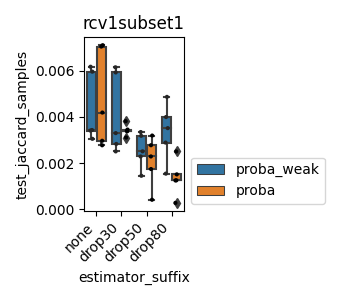 rcv1subset1
test_jaccard_samples
0.006
0.004
0.002
0.000
none
drop30
drop50
drop80
estimator_suffix
proba_weak
proba